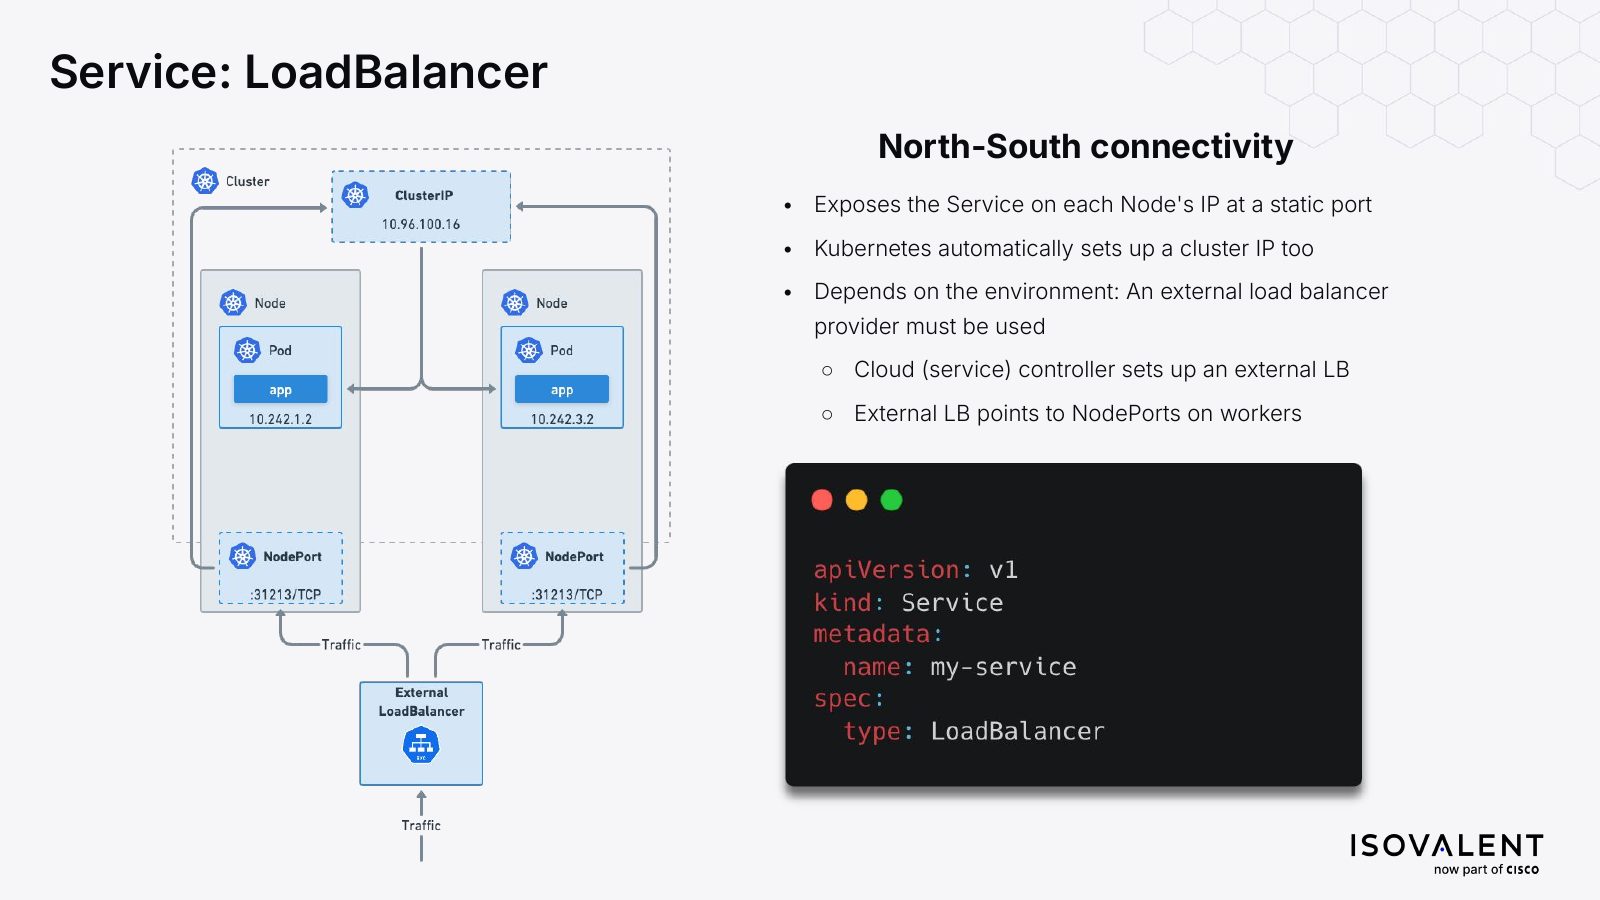 Service: LoadBalancer
Cluster
ClusterIP
10.96.100.16
Node
Pod
app
10.242.1.2
NodePort
:31213/TCP
Node
Pod
app
10.242.3.2
NodePort
:31213/TCP
Traffic
Traffic
External
LoadBalancer
svc
Traffic
North-South connectivity
• Exposes the Service on each Node's IP at a static port
• Kubernetes automatically sets up a cluster IP too
• Depends on the environment: An external load balancer
provider must be used
○ Cloud (service) controller sets up an external LB
○ External LB points to NodePorts on workers
apiVersion: v1
kind: Service
metadata:
  name: my-service
spec:
  type: LoadBalancer
ISOVALENT
now part of CISCO